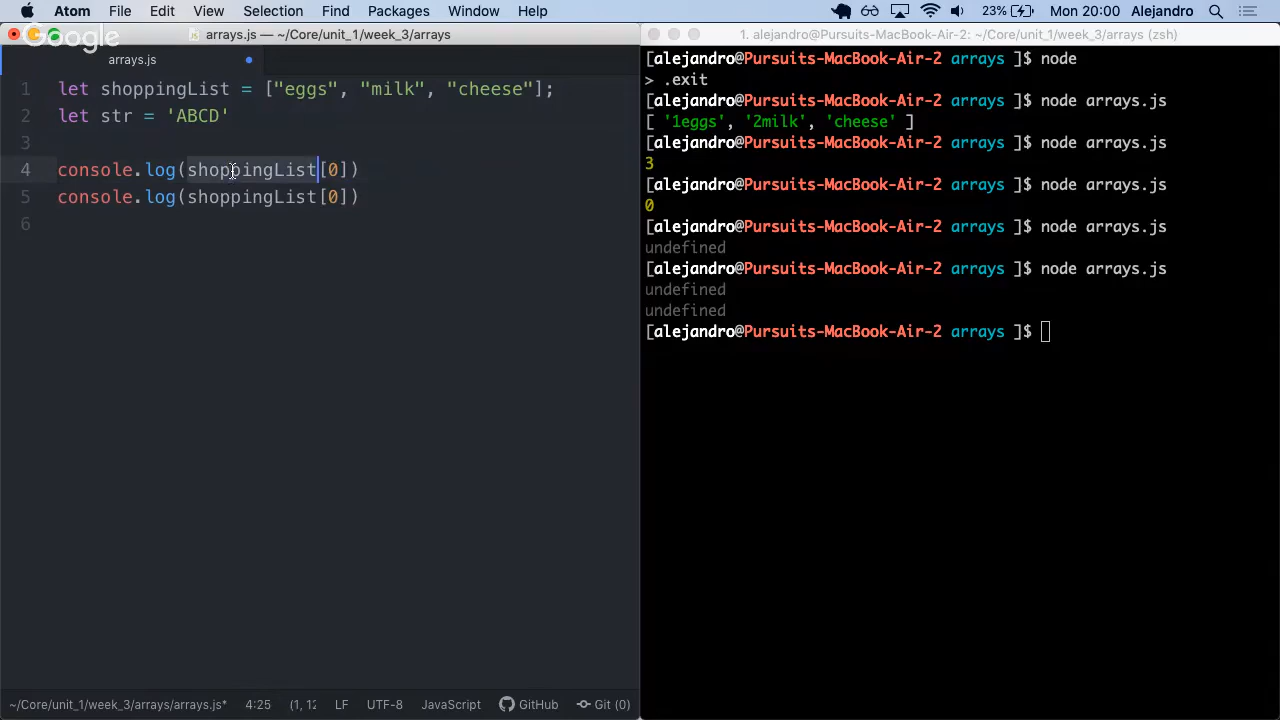 Atom File Edit View Selection Find Packages Window Help 23% Mon 20:00 Alejandro
Google
arrays.js — ~/Core/unit_1/week_3/arrays
1. alejandro@Pursuits-MacBook-Air-2: ~/Core/unit_1/week_3/arrays (zsh)
arrays.js
1 let shoppingList = ["eggs", "milk", "cheese"];
2 let str = 'ABCD'
3
4 console.log(shoppingList[0])
5 console.log(shoppingList[0])
6
[alejandro@Pursuits-MacBook-Air-2 arrays ]$ node
> .exit
[alejandro@Pursuits-MacBook-Air-2 arrays ]$ node arrays.js
[ '1eggs', '2milk', 'cheese' ]
[alejandro@Pursuits-MacBook-Air-2 arrays ]$ node arrays.js
3
[alejandro@Pursuits-MacBook-Air-2 arrays ]$ node arrays.js
0
[alejandro@Pursuits-MacBook-Air-2 arrays ]$ node arrays.js
undefined
[alejandro@Pursuits-MacBook-Air-2 arrays ]$ node arrays.js
undefined
undefined
[alejandro@Pursuits-MacBook-Air-2 arrays ]$
~/Core/unit_1/week_3/arrays/arrays.js* 4:25 (1, 12 LF UTF-8 JavaScript GitHub Git (0)